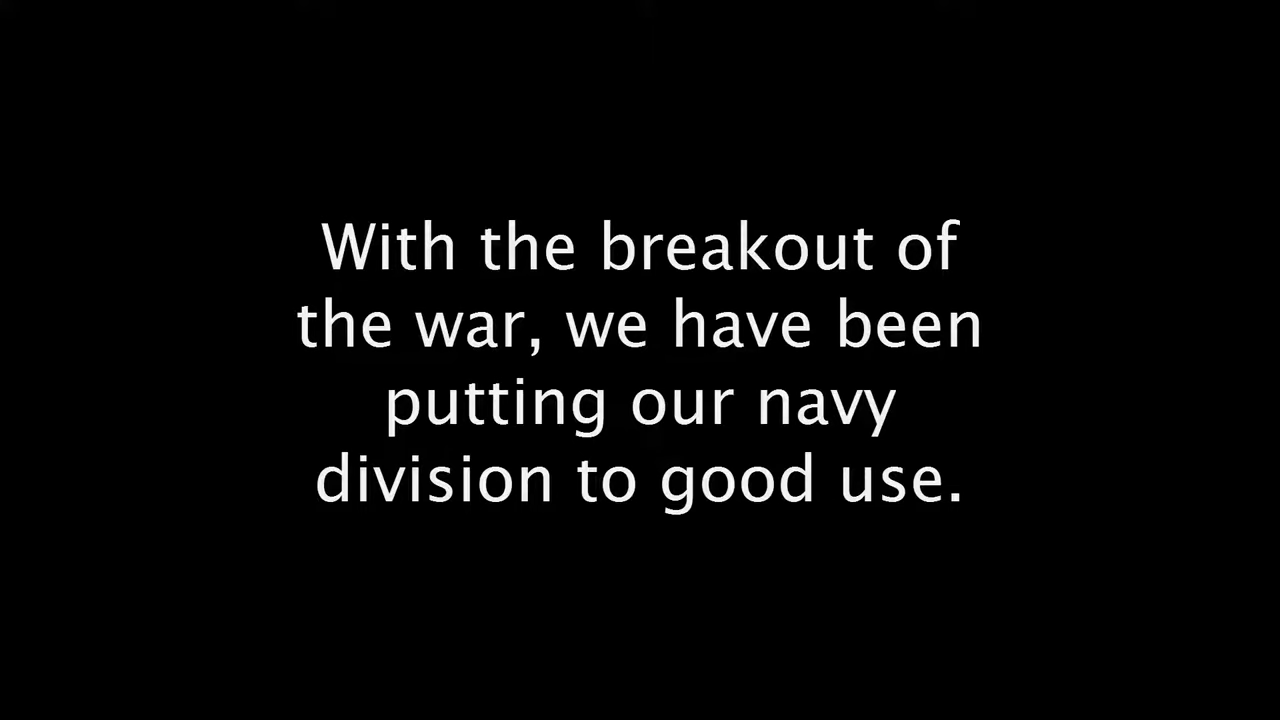 With the breakout of
the war, we have been
putting our navy
division to good use.